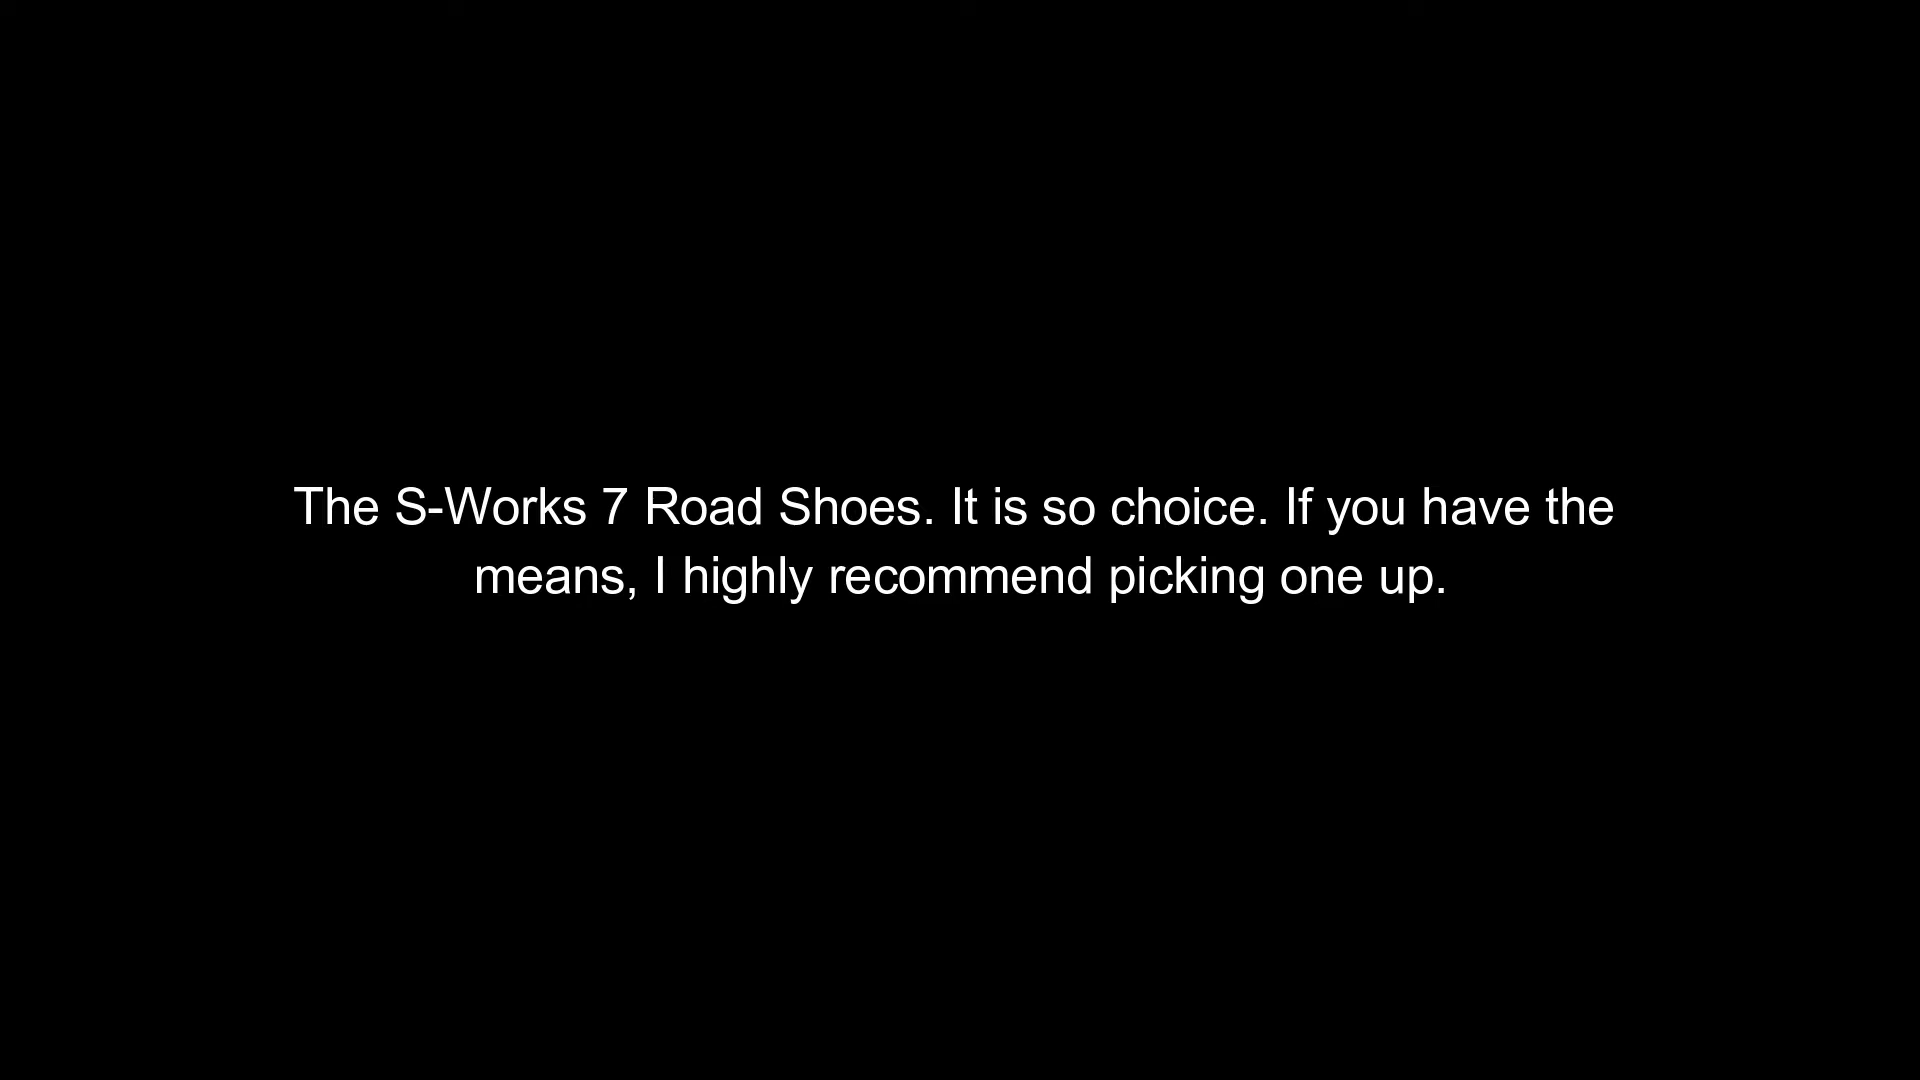 The S-Works 7 Road Shoes. It is so choice. If you have the
means, I highly recommend picking one up.